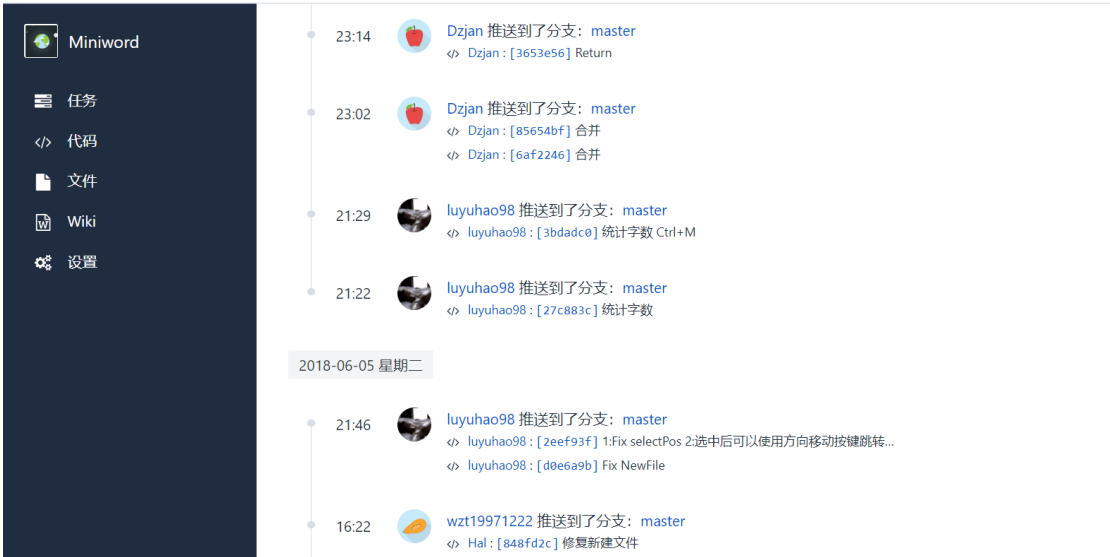 Miniword
任务
代码
文件
Wiki
设置
23:14 Dzjan 推送到了分支：master
Dzjan : [3653e56] Return
23:02 Dzjan 推送到了分支：master
Dzjan : [85654bf] 合并
Dzjan : [6af2246] 合并
21:29 luyuhao98 推送到了分支：master
luyuhao98 : [3bdadc0] 统计字数 Ctrl+M
21:22 luyuhao98 推送到了分支：master
luyuhao98 : [27c883c] 统计字数
2018-06-05 星期二
21:46 luyuhao98 推送到了分支：master
luyuhao98 : [2eef93f] 1:Fix selectPos 2:选中后可以使用方向移动按键跳转...
luyuhao98 : [d0e6a9b] Fix NewFile
16:22 wzt19971222 推送到了分支：master
Hal : [848fd2c] 修复新建文件